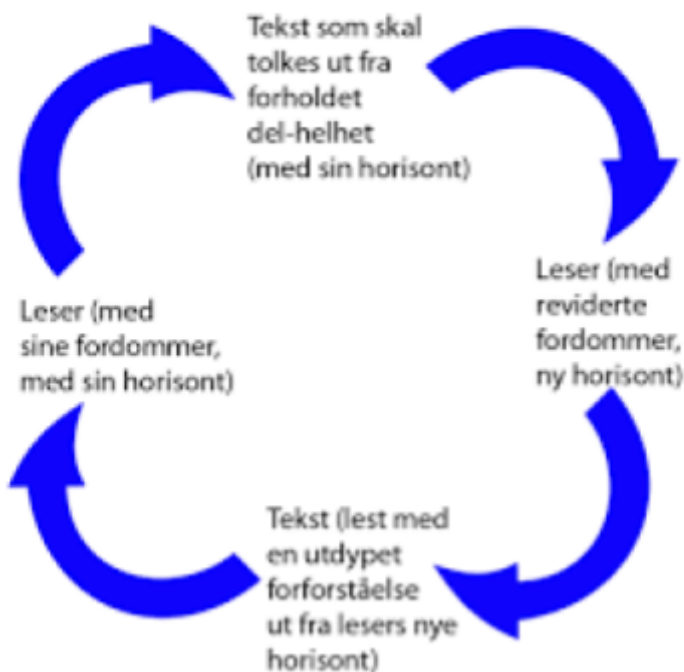 Tekst som skal
tolkes ut fra
forholdet
del-helhet
(med sin horisont)
Leser (med
reviderte
fordommer,
ny horisont)
Tekst (lest med
en utdypet
forforståelse
ut fra lesers nye
horisont)
Leser (med
sine fordommer,
med sin horisont)